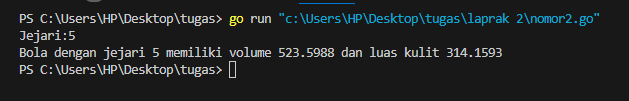 PS C:\Users\HP\Desktop\tugas> go run "c:\Users\HP\Desktop\tugas\laprak 2\nomor2.go"
Jejari:5
Bola dengan jejari 5 memiliki volume 523.5988 dan luas kulit 314.1593
PS C:\Users\HP\Desktop\tugas>